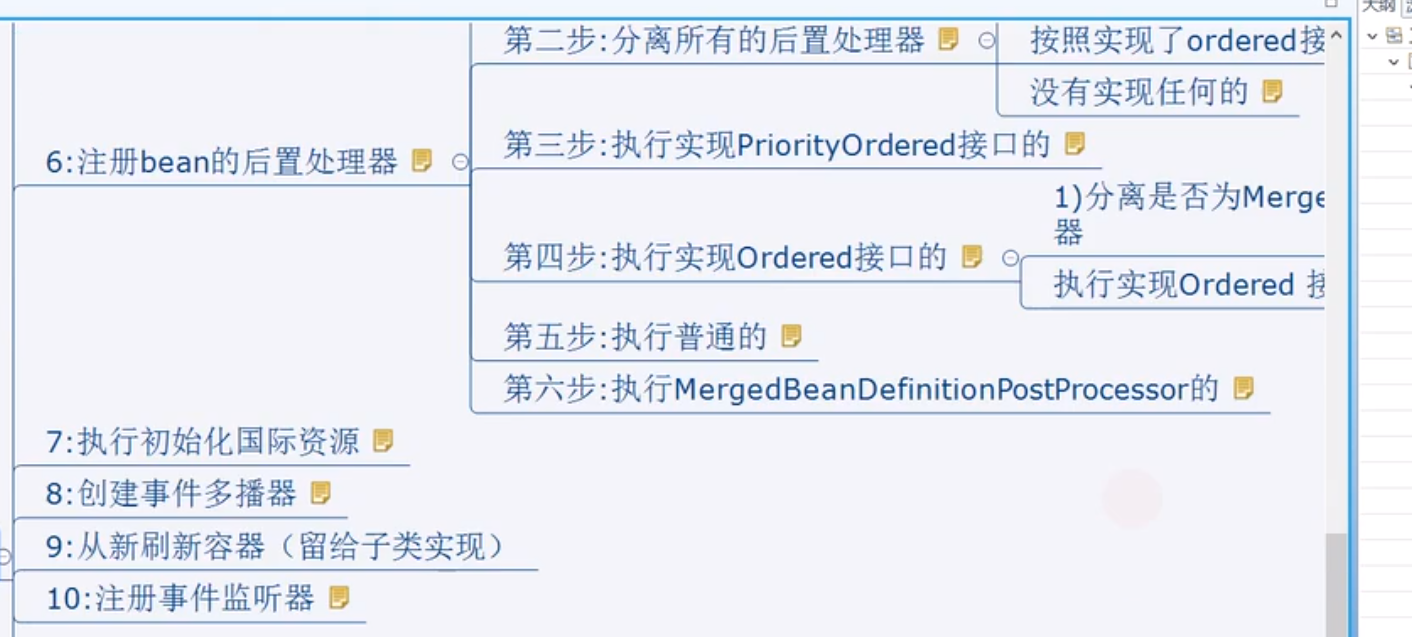 第二步:分离所有的后置处理器
按照实现了ordered接
没有实现任何的
6:注册bean的后置处理器
第三步:执行实现PriorityOrdered接口的
1)分离是否为Merge
器
第四步:执行实现Ordered接口的
执行实现Ordered 接
第五步:执行普通的
第六步:执行MergedBeanDefinitionPostProcessor的
7:执行初始化国际资源
8:创建事件多播器
9:从新刷新容器（留给子类实现）
10:注册事件监听器